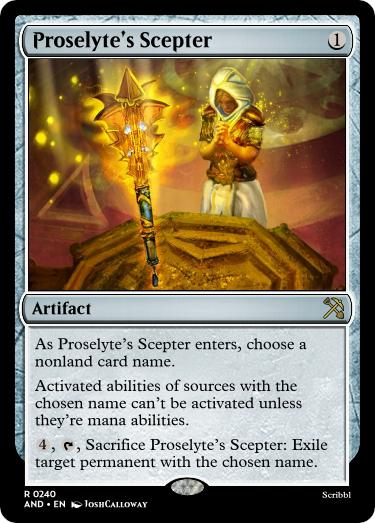 Proselyte's Scepter 1
Artifact
As Proselyte's Scepter enters, choose a
nonland card name.
Activated abilities of sources with the
chosen name can't be activated unless
they're mana abilities.
4, , Sacrifice Proselyte's Scepter: Exile
target permanent with the chosen name.
R 0240
AND • EN JoshCalloway
Scribbl